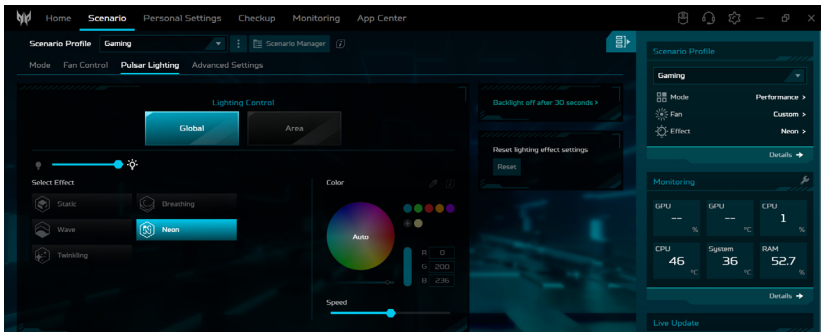 Home Scenario Personal Settings Checkup Monitoring App Center
Scenario Profile Gaming Scenario Manager
Mode Fan Control Pulsar Lighting Advanced Settings
Lighting Control
Global Area
Select Effect
Static Breathing
Wave Neon
Twinkling
Color
Auto
R 0
G 200
B 236
Speed
Backlight off after 30 seconds >
Reset lighting effect settings
Reset
Scenario Profile
Gaming
Mode Performance >
Fan Custom >
Effect Neon >
Details
Monitoring
GPU GPU CPU
-- -- 1
% °C %
CPU System RAM
46 36 52.7
°C °C %
Details
Live Update